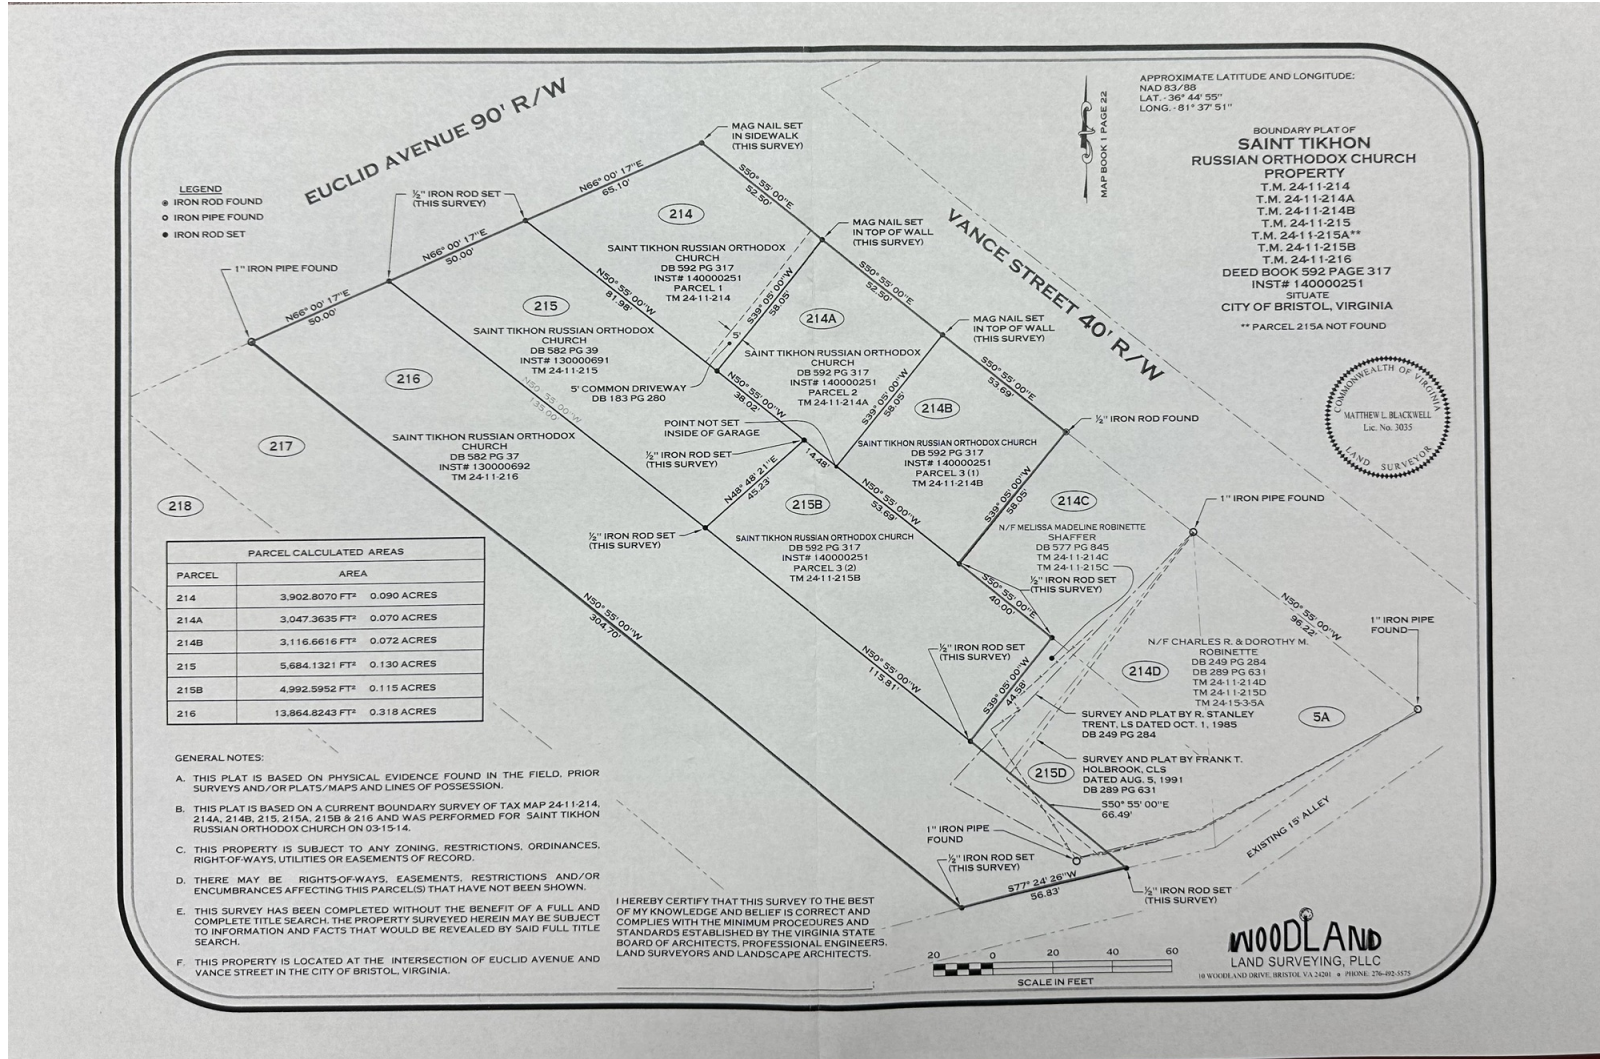 EUCLID AVENUE 90' R/W
VANCE STREET 40' R/W
MAP BOOK 1 PAGE 22
APPROXIMATE LATITUDE AND LONGITUDE:
NAD 83/88
LAT.- 36° 44' 55"
LONG.- 81° 37' 51"
BOUNDARY PLAT OF
SAINT TIKHON
RUSSIAN ORTHODOX CHURCH
PROPERTY
T.M. 24-11-214
T.M. 24-11-214A
T.M. 24-11-214B
T.M. 24-11-215
T.M. 24-11-215A**
T.M. 24-11-215B
T.M. 24-11-216
DEED BOOK 592 PAGE 317
INST# 140000251
SITUATE
CITY OF BRISTOL, VIRGINIA
** PARCEL 215A NOT FOUND
COMMONWEALTH OF VIRGINIA
MATTHEW L. BLACKWELL
Lic. No. 3035
LAND SURVEYOR
LEGEND
IRON ROD FOUND
IRON PIPE FOUND
IRON ROD SET
1" IRON PIPE FOUND
½" IRON ROD SET
(THIS SURVEY)
MAG NAIL SET
IN SIDEWALK
(THIS SURVEY)
N66° 00' 17"E
50.00'
N66° 00' 17"E
50.00'
N66° 00' 17"E
65.10'
S50° 55' 00"E
52.50'
MAG NAIL SET
IN TOP OF WALL
(THIS SURVEY)
S50° 55' 00"E
52.50'
MAG NAIL SET
IN TOP OF WALL
(THIS SURVEY)
S50° 55' 00"E
53.69'
½" IRON ROD FOUND
214
SAINT TIKHON RUSSIAN ORTHODOX
CHURCH
DB 592 PG 317
INST# 140000251
PARCEL 1
TM 24-11-214
N50° 55' 00"W
81.98'
S39° 05' 00"W
58.05'
5'
215
SAINT TIKHON RUSSIAN ORTHODOX
CHURCH
DB 582 PG 39
INST# 130000691
TM 24-11-215
5' COMMON DRIVEWAY
DB 183 PG 280
214A
SAINT TIKHON RUSSIAN ORTHODOX
CHURCH
DB 592 PG 317
INST# 140000251
PARCEL 2
TM 24-11-214A
N50° 55' 00"W
38.02'
S39° 05' 00"W
58.05'
216
SAINT TIKHON RUSSIAN ORTHODOX
CHURCH
DB 582 PG 37
INST# 130000692
TM 24-11-216
N50° 55' 00"W
135.00'
217
218
POINT NOT SET
INSIDE OF GARAGE
½" IRON ROD SET
(THIS SURVEY)
14.48'
N48° 48' 21"E
45.23'
214B
SAINT TIKHON RUSSIAN ORTHODOX CHURCH
DB 592 PG 317
INST# 140000251
PARCEL 3 (1)
TM 24-11-214B
N50° 55' 00"W
53.69'
S39° 05' 00"W
58.05'
½" IRON ROD SET
(THIS SURVEY)
215B
SAINT TIKHON RUSSIAN ORTHODOX CHURCH
DB 592 PG 317
INST# 140000251
PARCEL 3 (2)
TM 24-11-215B
214C
N/F MELISSA MADELINE ROBINETTE
SHAFFER
DB 577 PG 845
TM 24-11-214C
TM 24-11-215C
½" IRON ROD SET
(THIS SURVEY)
S50° 55' 00"E
40.00'
1" IRON PIPE FOUND
N50° 55' 00"W
96.22'
1" IRON PIPE
FOUND
N50° 55' 00"W
304.70'
N50° 55' 00"W
115.81'
½" IRON ROD SET
(THIS SURVEY)
S39° 05' 00"W
44.58'
214D
N/F CHARLES R. & DOROTHY M.
ROBINETTE
DB 249 PG 284
DB 289 PG 631
TM 24-11-214D
TM 24-11-215D
TM 24-15-3-5A
5A
SURVEY AND PLAT BY R. STANLEY
TRENT, LS DATED OCT. 1, 1985
DB 249 PG 284
215D
SURVEY AND PLAT BY FRANK T.
HOLBROOK, CLS
DATED AUG. 5, 1991
DB 289 PG 631
S50° 55' 00"E
66.49'
1" IRON PIPE
FOUND
½" IRON ROD SET
(THIS SURVEY)
S77° 24' 26"W
56.83'
½" IRON ROD SET
(THIS SURVEY)
EXISTING 15' ALLEY
PARCEL CALCULATED AREAS
PARCEL AREA
214 3,902.8070 FT² 0.090 ACRES
214A 3,047.3635 FT² 0.070 ACRES
214B 3,116.6616 FT² 0.072 ACRES
215 5,684.1321 FT² 0.130 ACRES
215B 4,992.5952 FT² 0.115 ACRES
216 13,864.8243 FT² 0.318 ACRES
GENERAL NOTES:
A. THIS PLAT IS BASED ON PHYSICAL EVIDENCE FOUND IN THE FIELD, PRIOR
SURVEYS AND/OR PLATS/MAPS AND LINES OF POSSESSION.
B. THIS PLAT IS BASED ON A CURRENT BOUNDARY SURVEY OF TAX MAP 24-11-214,
214A, 214B, 215, 215A, 215B & 216 AND WAS PERFORMED FOR SAINT TIKHON
RUSSIAN ORTHODOX CHURCH ON 03-15-14.
C. THIS PROPERTY IS SUBJECT TO ANY ZONING, RESTRICTIONS, ORDINANCES,
RIGHT-OF-WAYS, UTILITIES OR EASEMENTS OF RECORD.
D. THERE MAY BE RIGHTS-OF-WAYS, EASEMENTS, RESTRICTIONS AND/OR
ENCUMBRANCES AFFECTING THIS PARCEL(S) THAT HAVE NOT BEEN SHOWN.
E. THIS SURVEY HAS BEEN COMPLETED WITHOUT THE BENEFIT OF A FULL AND
COMPLETE TITLE SEARCH. THE PROPERTY SURVEYED HEREIN MAY BE SUBJECT
TO INFORMATION AND FACTS THAT WOULD BE REVEALED BY SAID FULL TITLE
SEARCH.
F. THIS PROPERTY IS LOCATED AT THE INTERSECTION OF EUCLID AVENUE AND
VANCE STREET IN THE CITY OF BRISTOL, VIRGINIA.
I HEREBY CERTIFY THAT THIS SURVEY TO THE BEST
OF MY KNOWLEDGE AND BELIEF IS CORRECT AND
COMPLIES WITH THE MINIMUM PROCEDURES AND
STANDARDS ESTABLISHED BY THE VIRGINIA STATE
BOARD OF ARCHITECTS, PROFESSIONAL ENGINEERS,
LAND SURVEYORS AND LANDSCAPE ARCHITECTS.
20 0 20 40 60
SCALE IN FEET
WOODLAND
LAND SURVEYING, PLLC
10 WOODLAND DRIVE, BRISTOL VA 24201 PHONE: 276-492-5575